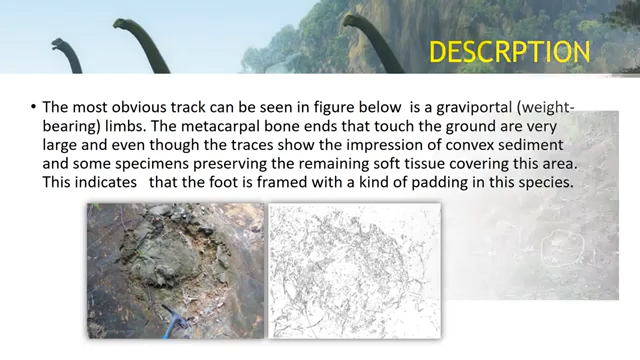 DESCRPTION
• The most obvious track can be seen in figure below is a graviportal (weight-
bearing) limbs. The metacarpal bone ends that touch the ground are very
large and even though the traces show the impression of convex sediment
and some specimens preserving the remaining soft tissue covering this area.
This indicates that the foot is framed with a kind of padding in this species.